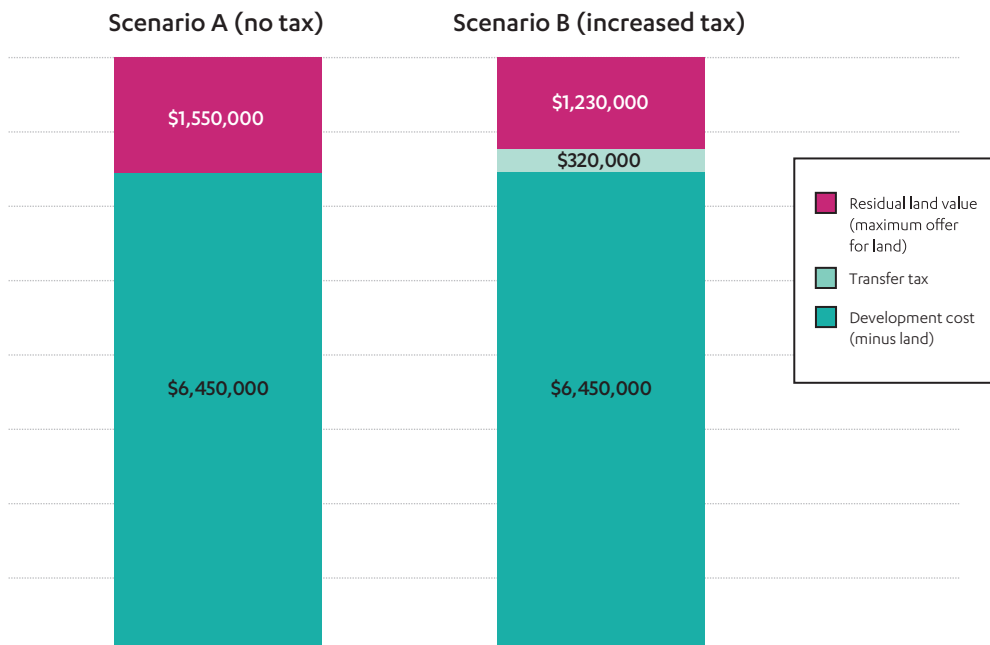 Scenario A (no tax)
Scenario B (increased tax)
$1,550,000
$1,230,000
$320,000
$6,450,000
$6,450,000
Residual land value
(maximum offer
for land)
Transfer tax
Development cost
(minus land)